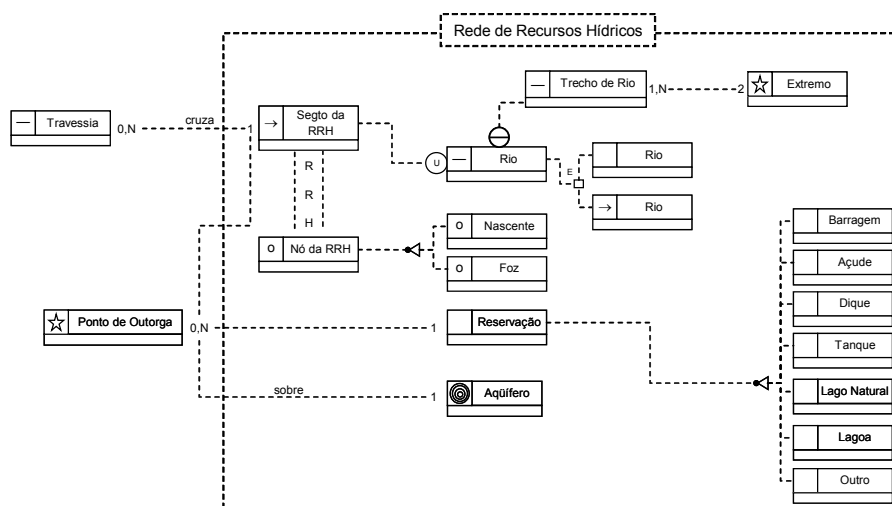 Rede de Recursos Hídricos
Trecho de Rio
1,N
2
Extremo
Travessia
0,N
cruza
1
Segto da
RRH
U
Rio
E
Rio
Rio
R
R
H
Nó da RRH
Nascente
Foz
Barragem
Açude
Dique
Tanque
Lago Natural
Lagoa
Outro
Ponto de Outorga
0,N
1
Reservação
sobre
1
Aqüífero